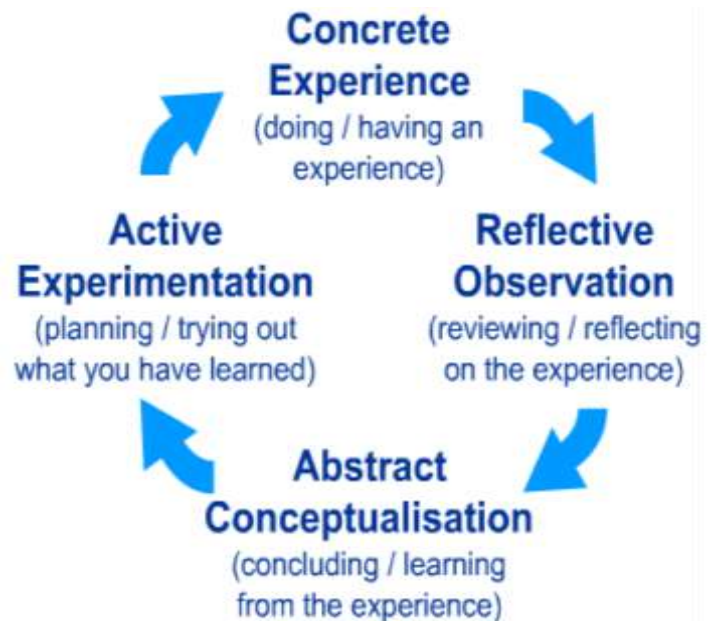 Concrete
Experience
(doing / having an
experience)
Reflective
Observation
(reviewing / reflecting
on the experience)
Abstract
Conceptualisation
(concluding / learning
from the experience)
Active
Experimentation
(planning / trying out
what you have learned)